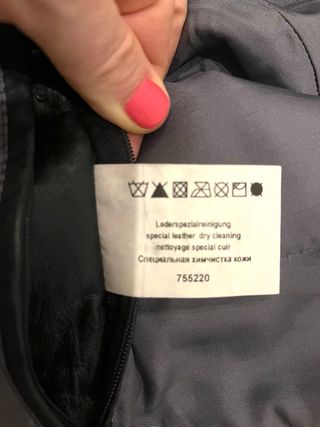 Lederspezialreinigung
special leather dry cleaning
nettoyage special cuir
Специальная химчистка кожи
755220